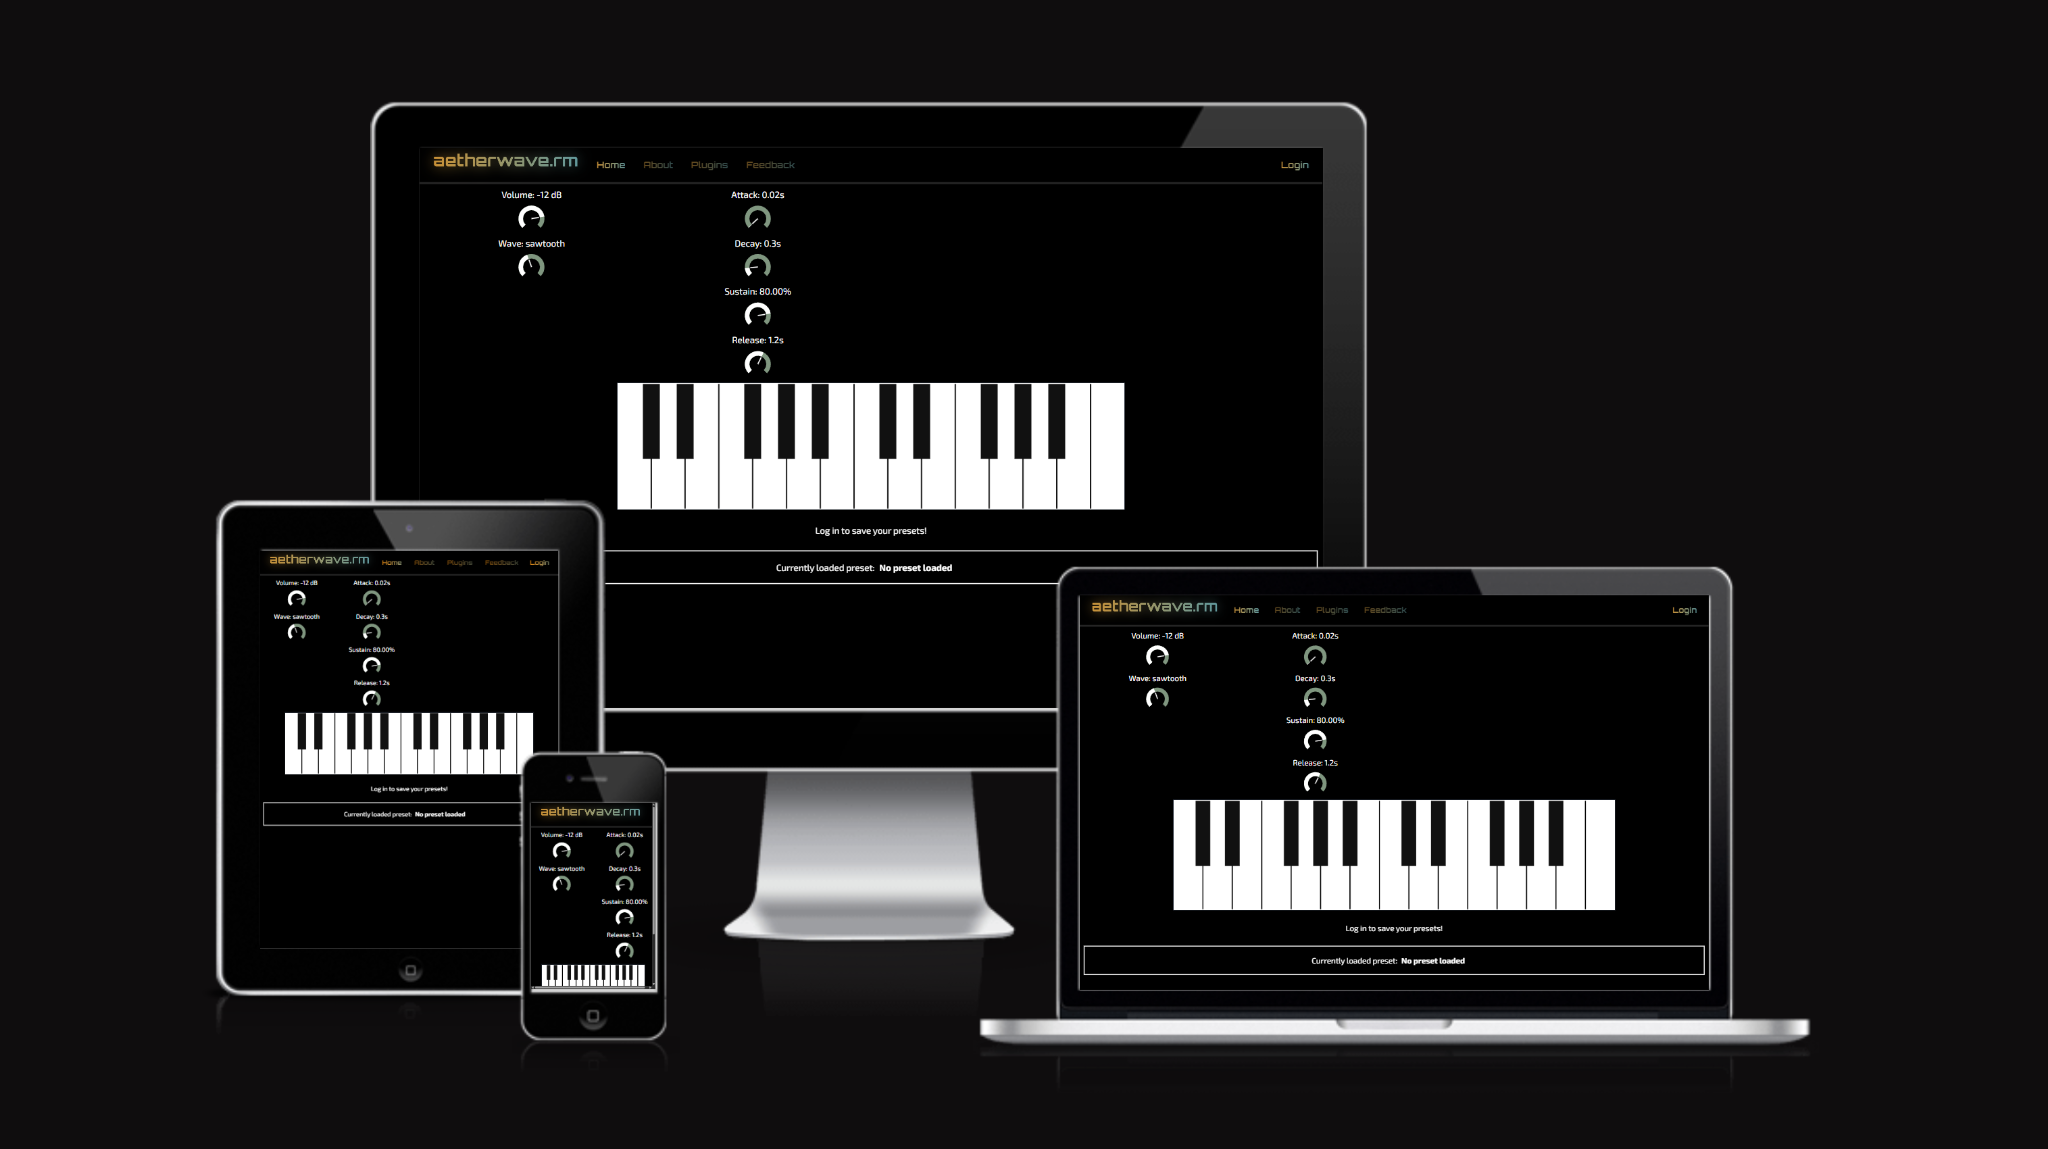 aetherwave.rm Home About Plugins Feedback Login
Volume: -12 dB Attack: 0.02s
Wave: sawtooth Decay: 0.3s
Sustain: 80.00%
Release: 1.2s
Log in to save your presets!
Currently loaded preset: No preset loaded
aetherwave.rm Home About Plugins Feedback Login
Volume: -12 dB Attack: 0.02s
Wave: sawtooth Decay: 0.3s
Sustain: 80.00%
Release: 1.2s
Log in to save your presets!
Currently loaded preset: No preset loaded
aetherwave.rm
Volume: -12 dB Attack: 0.02s
Wave: sawtooth Decay: 0.3s
Sustain: 80.00%
Release: 1.2s
aetherwave.rm Home About Plugins Feedback Login
Volume: -12 dB Attack: 0.02s
Wave: sawtooth Decay: 0.3s
Sustain: 80.00%
Release: 1.2s
Log in to save your presets!
Currently loaded preset: No preset loaded